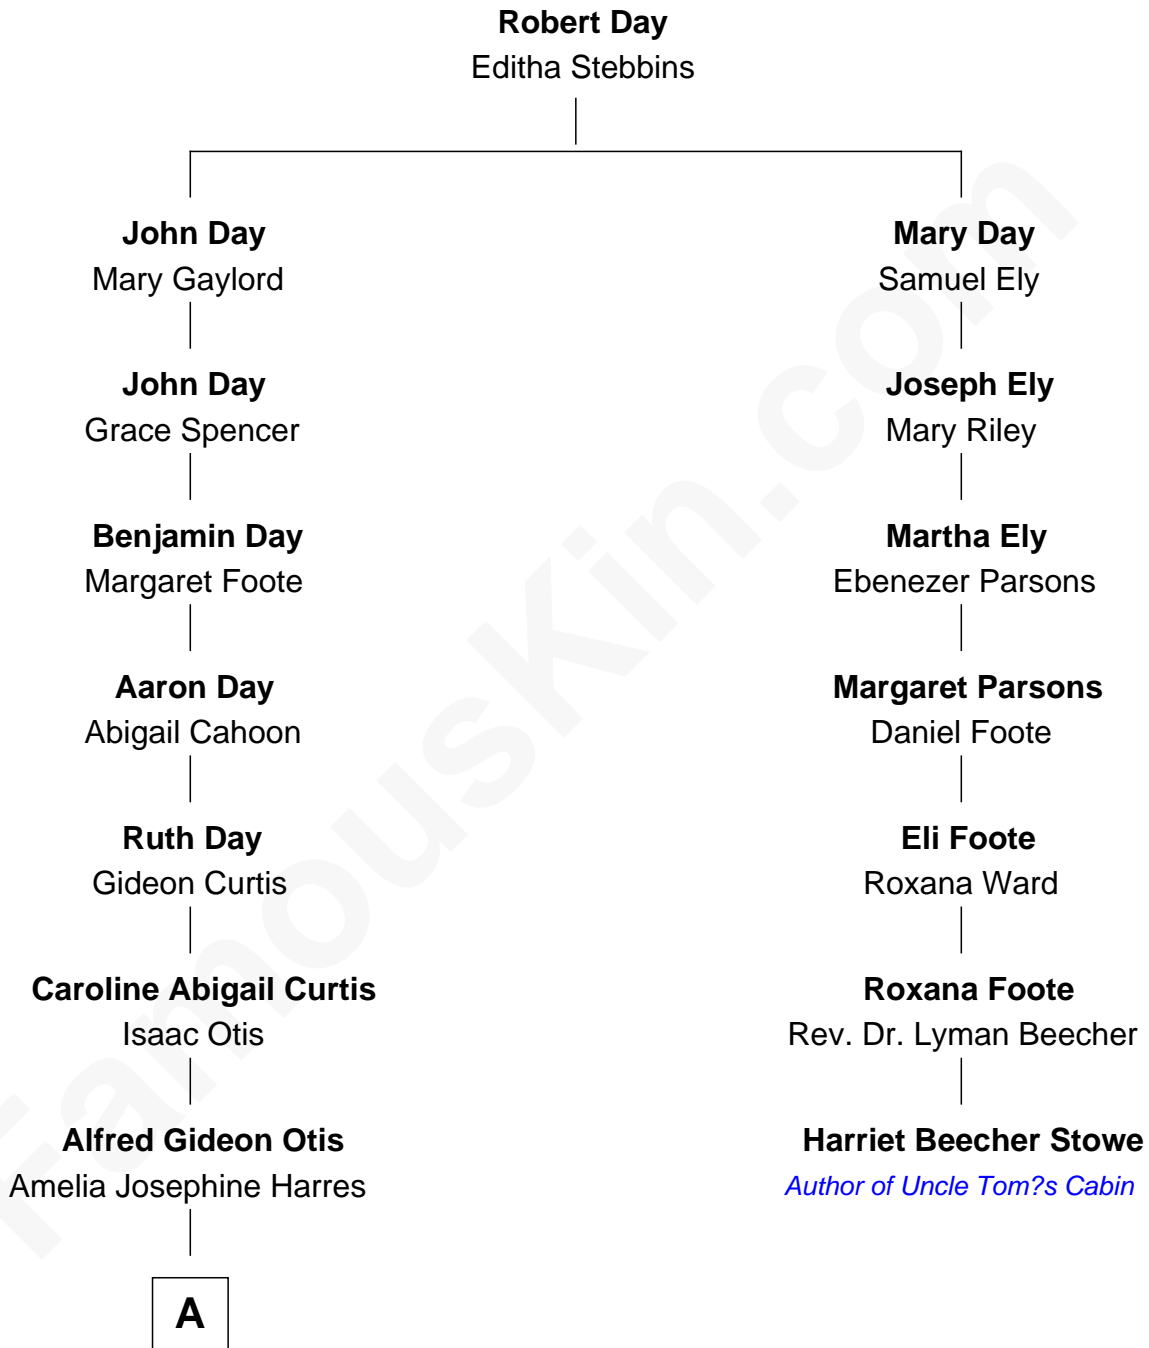 Robert Day
Editha Stebbins
John Day
Mary Gaylord
Mary Day
Samuel Ely
John Day
Grace Spencer
Joseph Ely
Mary Riley
Benjamin Day
Margaret Foote
Martha Ely
Ebenezer Parsons
Aaron Day
Abigail Cahoon
Margaret Parsons
Daniel Foote
Ruth Day
Gideon Curtis
Eli Foote
Roxana Ward
Caroline Abigail Curtis
Isaac Otis
Roxana Foote
Rev. Dr. Lyman Beecher
Alfred Gideon Otis
Amelia Josephine Harres
Harriet Beecher Stowe
Author of Uncle Tom?s Cabin
A
FamousKin.com